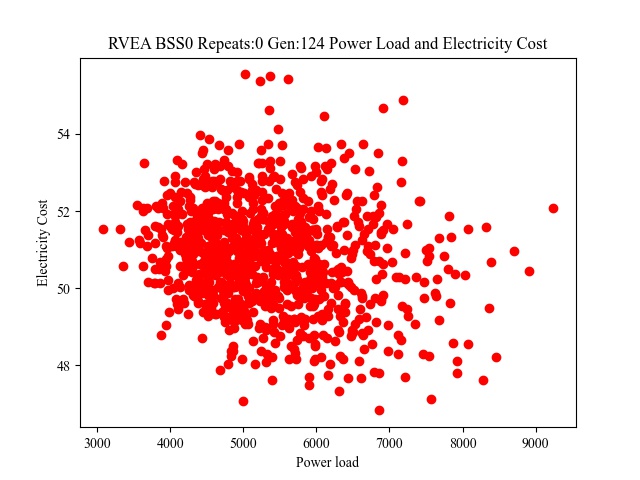 RVEA BSS0 Repeats:0 Gen:124 Power Load and Electricity Cost
Electricity Cost
54
52
50
48
3000 4000 5000 6000 7000 8000 9000
Power load